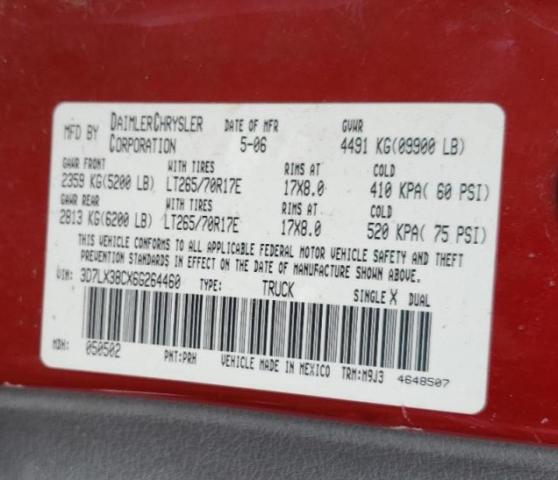 MFD BY DAIMLERCHRYSLER CORPORATION DATE OF MFR 5-06 GVWR 4491 KG(09900 LB)
GAWR FRONT WITH TIRES RIMS AT COLD
2359 KG(5200 LB) LT265/70R17E 17X8.0 410 KPA( 60 PSI)
GAWR REAR WITH TIRES RIMS AT COLD
2813 KG(6200 LB) LT265/70R17E 17X8.0 520 KPA( 75 PSI)
THIS VEHICLE CONFORMS TO ALL APPLICABLE FEDERAL MOTOR VEHICLE SAFETY AND THEFT
PREVENTION STANDARDS IN EFFECT ON THE DATE OF MANUFACTURE SHOWN ABOVE.
VIN: 3D7LX38CX6G264460 TYPE: TRUCK SINGLE X DUAL
MDH: 050502 PNT:PRH VEHICLE MADE IN MEXICO TRM:M9J3 4648507